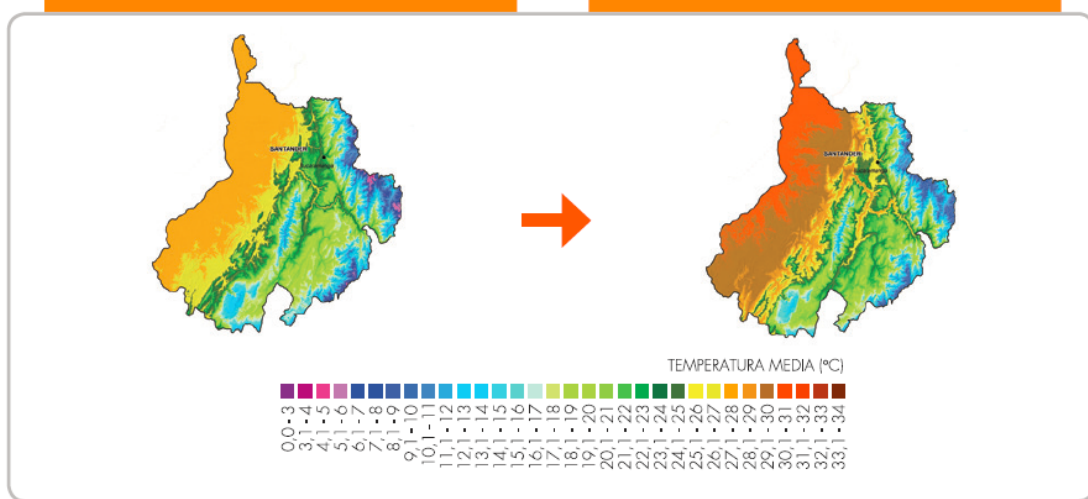 SANTANDER
SANTANDER
TEMPERATURA MEDIA (°C)
0,0 - 3
3,1 - 4
4,1 - 5
5,1 - 6
6,1 - 7
7,1 - 8
8,1 - 9
9,1 - 10
10,1 - 11
11,1 - 12
12,1 - 13
13,1 - 14
14,1 - 15
15,1 - 16
16,1 - 17
17,1 - 18
18,1 - 19
19,1 - 20
20,1 - 21
21,1 - 22
22,1 - 23
23,1 - 24
24,1 - 25
25,1 - 26
26,1 - 27
27,1 - 28
28,1 - 29
29,1 - 30
30,1 - 31
31,1 - 32
32,1 - 33
33,1 - 34